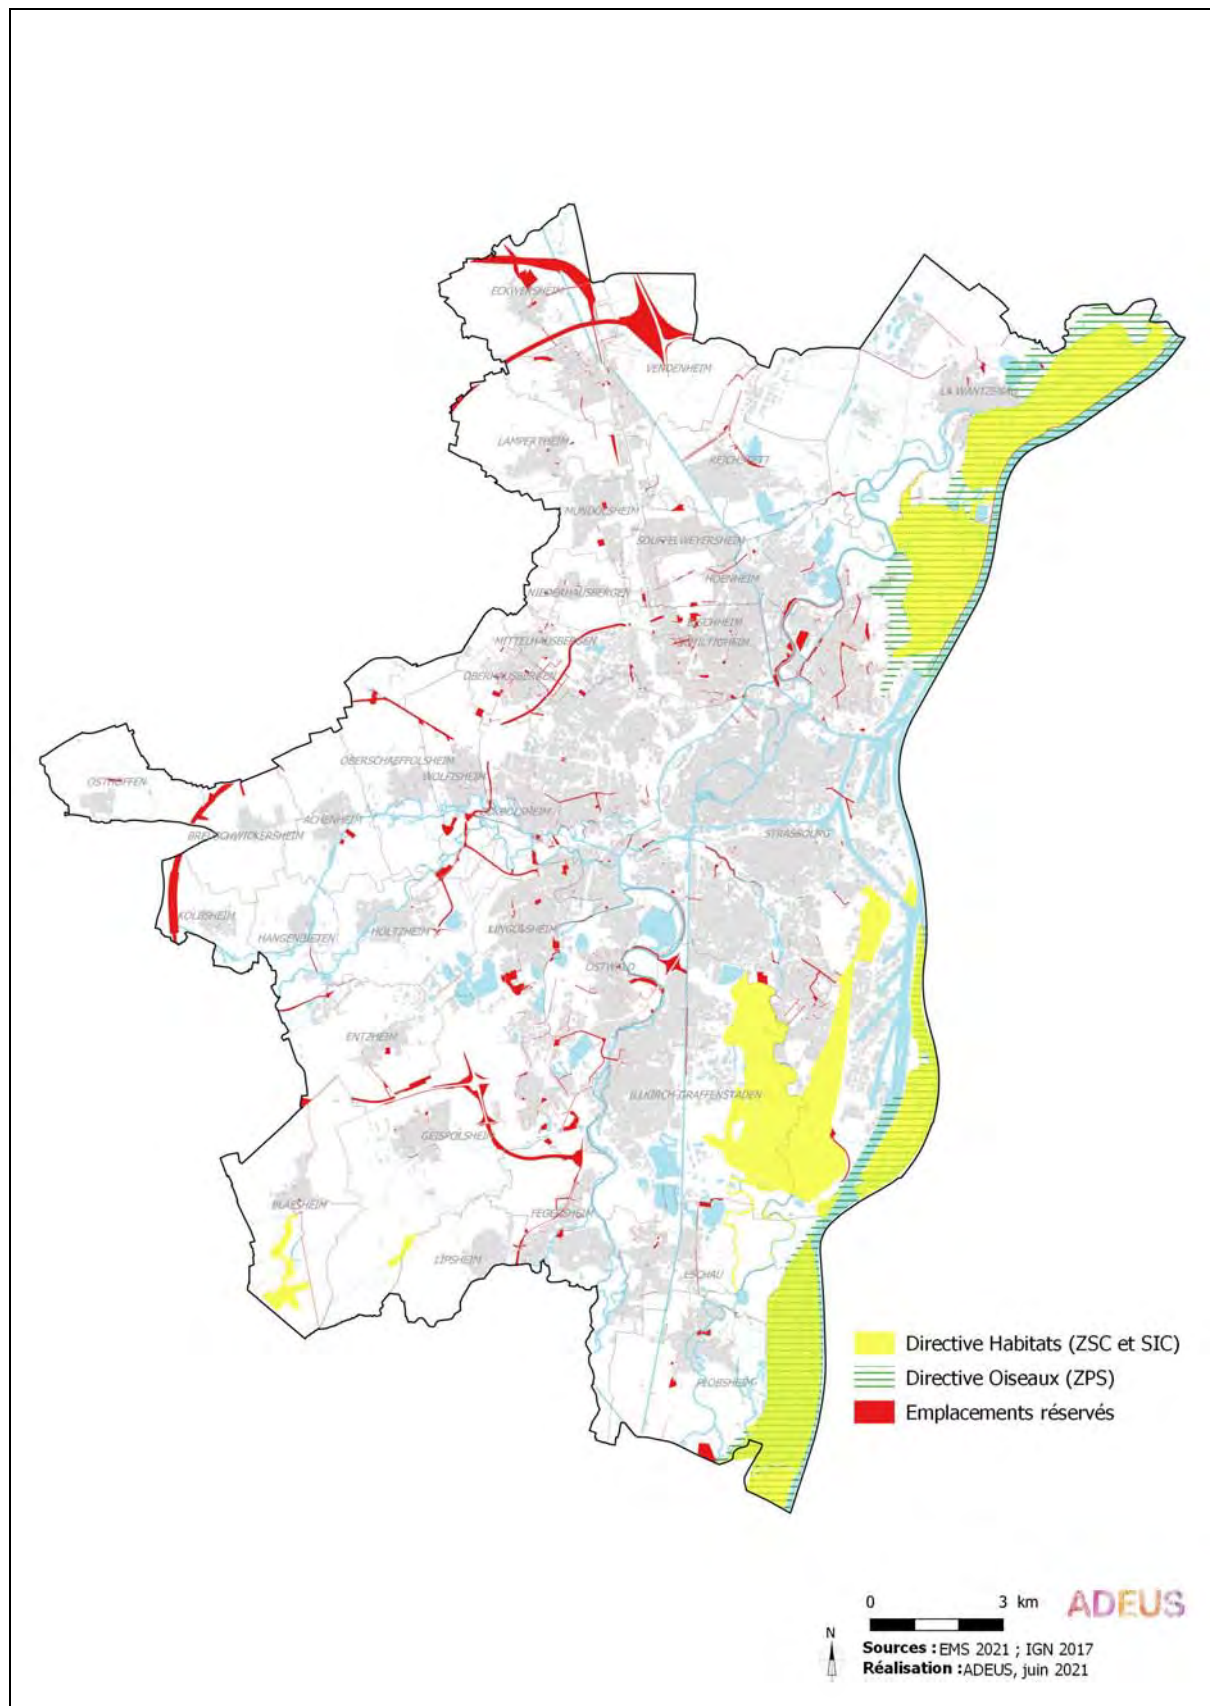 ECKWERSHEIM
VENDENHEIM
LA WANTZENAU
LAMPERTHEIM
REICHSTETT
MUNDOLSHEIM
SOUFFELWEYERSHEIM
HOENHEIM
NIEDERHAUSBERGEN
BISCHHEIM
MITTELHAUSBERGEN
SCHILTIGHEIM
OBERHAUSBERGEN
OBERSCHAEFFOLSHEIM
WOLFISHEIM
OSTHOFFEN
ECKBOLSHEIM
ACHENHEIM
BREUSCHWICKERSHEIM
STRASBOURG
KOLBSHEIM
HANGENBIETEN
HOLTZHEIM
LINGOLSHEIM
OSTWALD
ENTZHEIM
ILLKIRCH-GRAFFENSTADEN
GEISPOLSHEIM
BLAESHEIM
FEGERSHEIM
LIPSHEIM
ESCHAU
PLOBSHEIM
Directive Habitats (ZSC et SIC)
Directive Oiseaux (ZPS)
Emplacements réservés
0 3 km
ADEUS
N
Sources : EMS 2021 ; IGN 2017
Réalisation : ADEUS, juin 2021